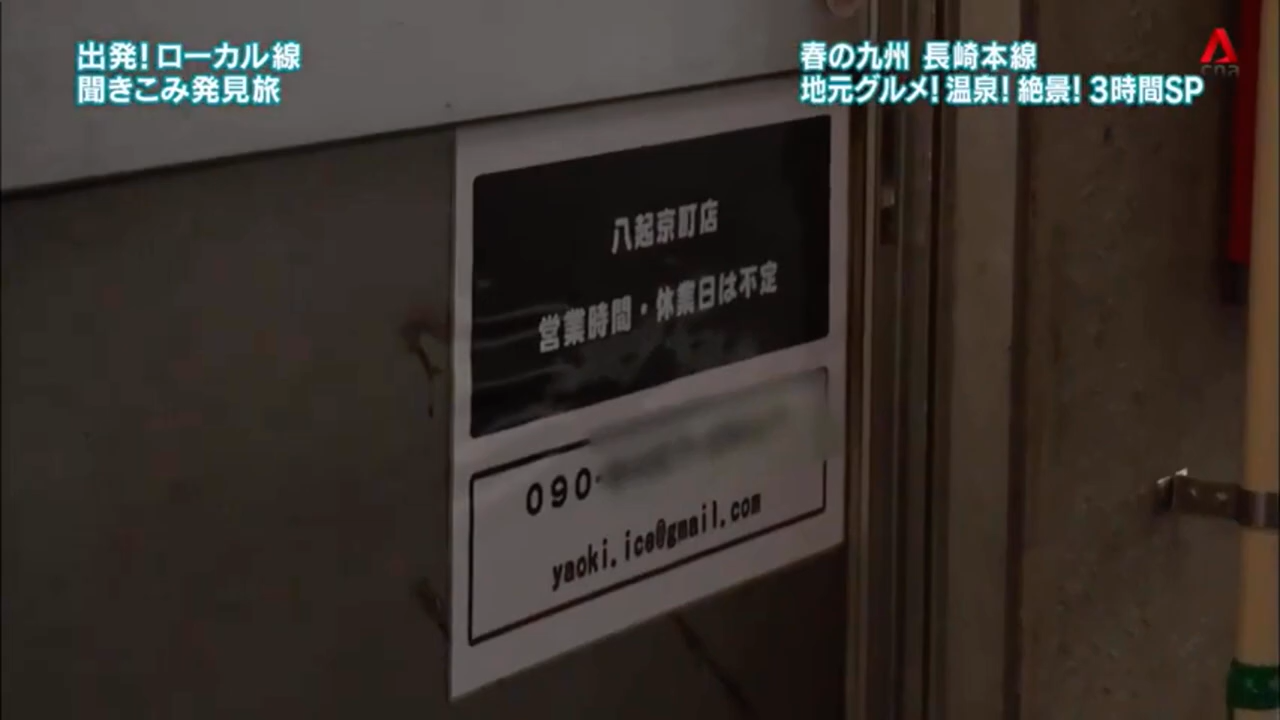 出発!ローカル線
聞きこみ発見旅
春の九州 長崎本線
地元グルメ!温泉!絶景!3時間SP
cna
八起京町店
営業時間・休業日は不定
090-
yaoki.ice@gmail.com